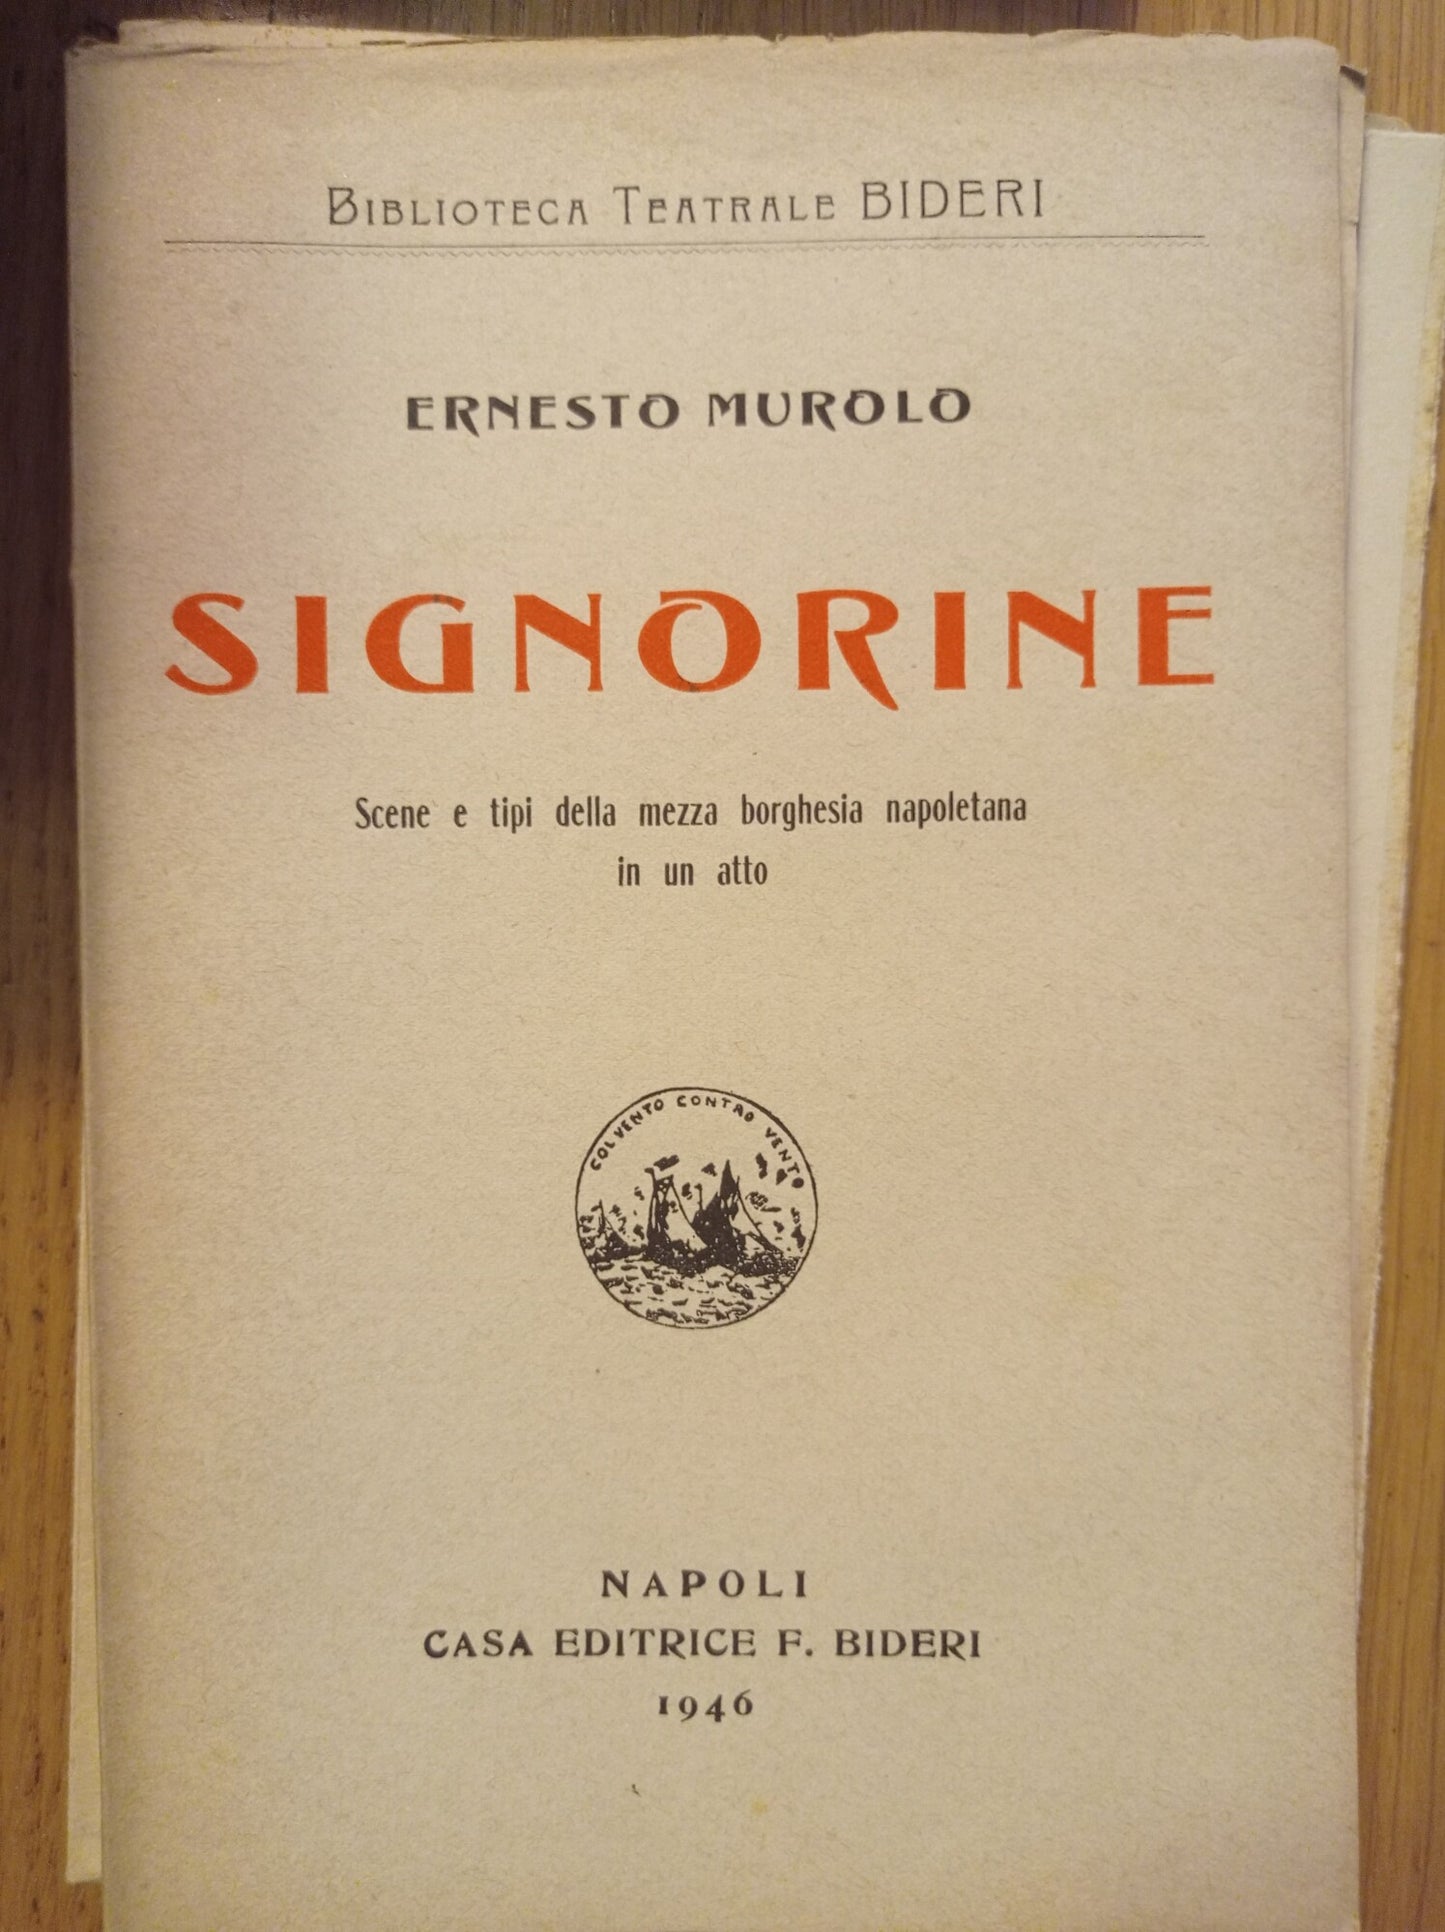 BIBLIOTECA TEATRALE BIDERI
ERNESTO MUROLO
SIGNORINE
Scene e tipi della mezza borghesia napoletana
in un atto
COL VENTO CONTRO VENTO
NAPOLI
CASA EDITRICE F. BIDERI
1946